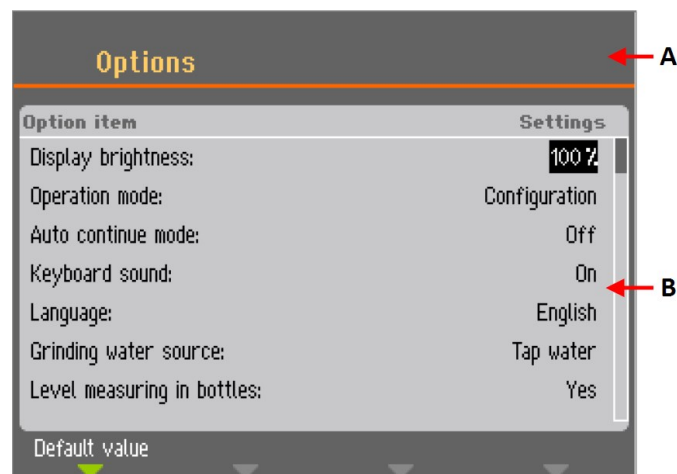 Options
A
Option item Settings
Display brightness: 100 %
Operation mode: Configuration
Auto continue mode: Off
Keyboard sound: On
B
Language: English
Grinding water source: Tap water
Level measuring in bottles: Yes
Default value